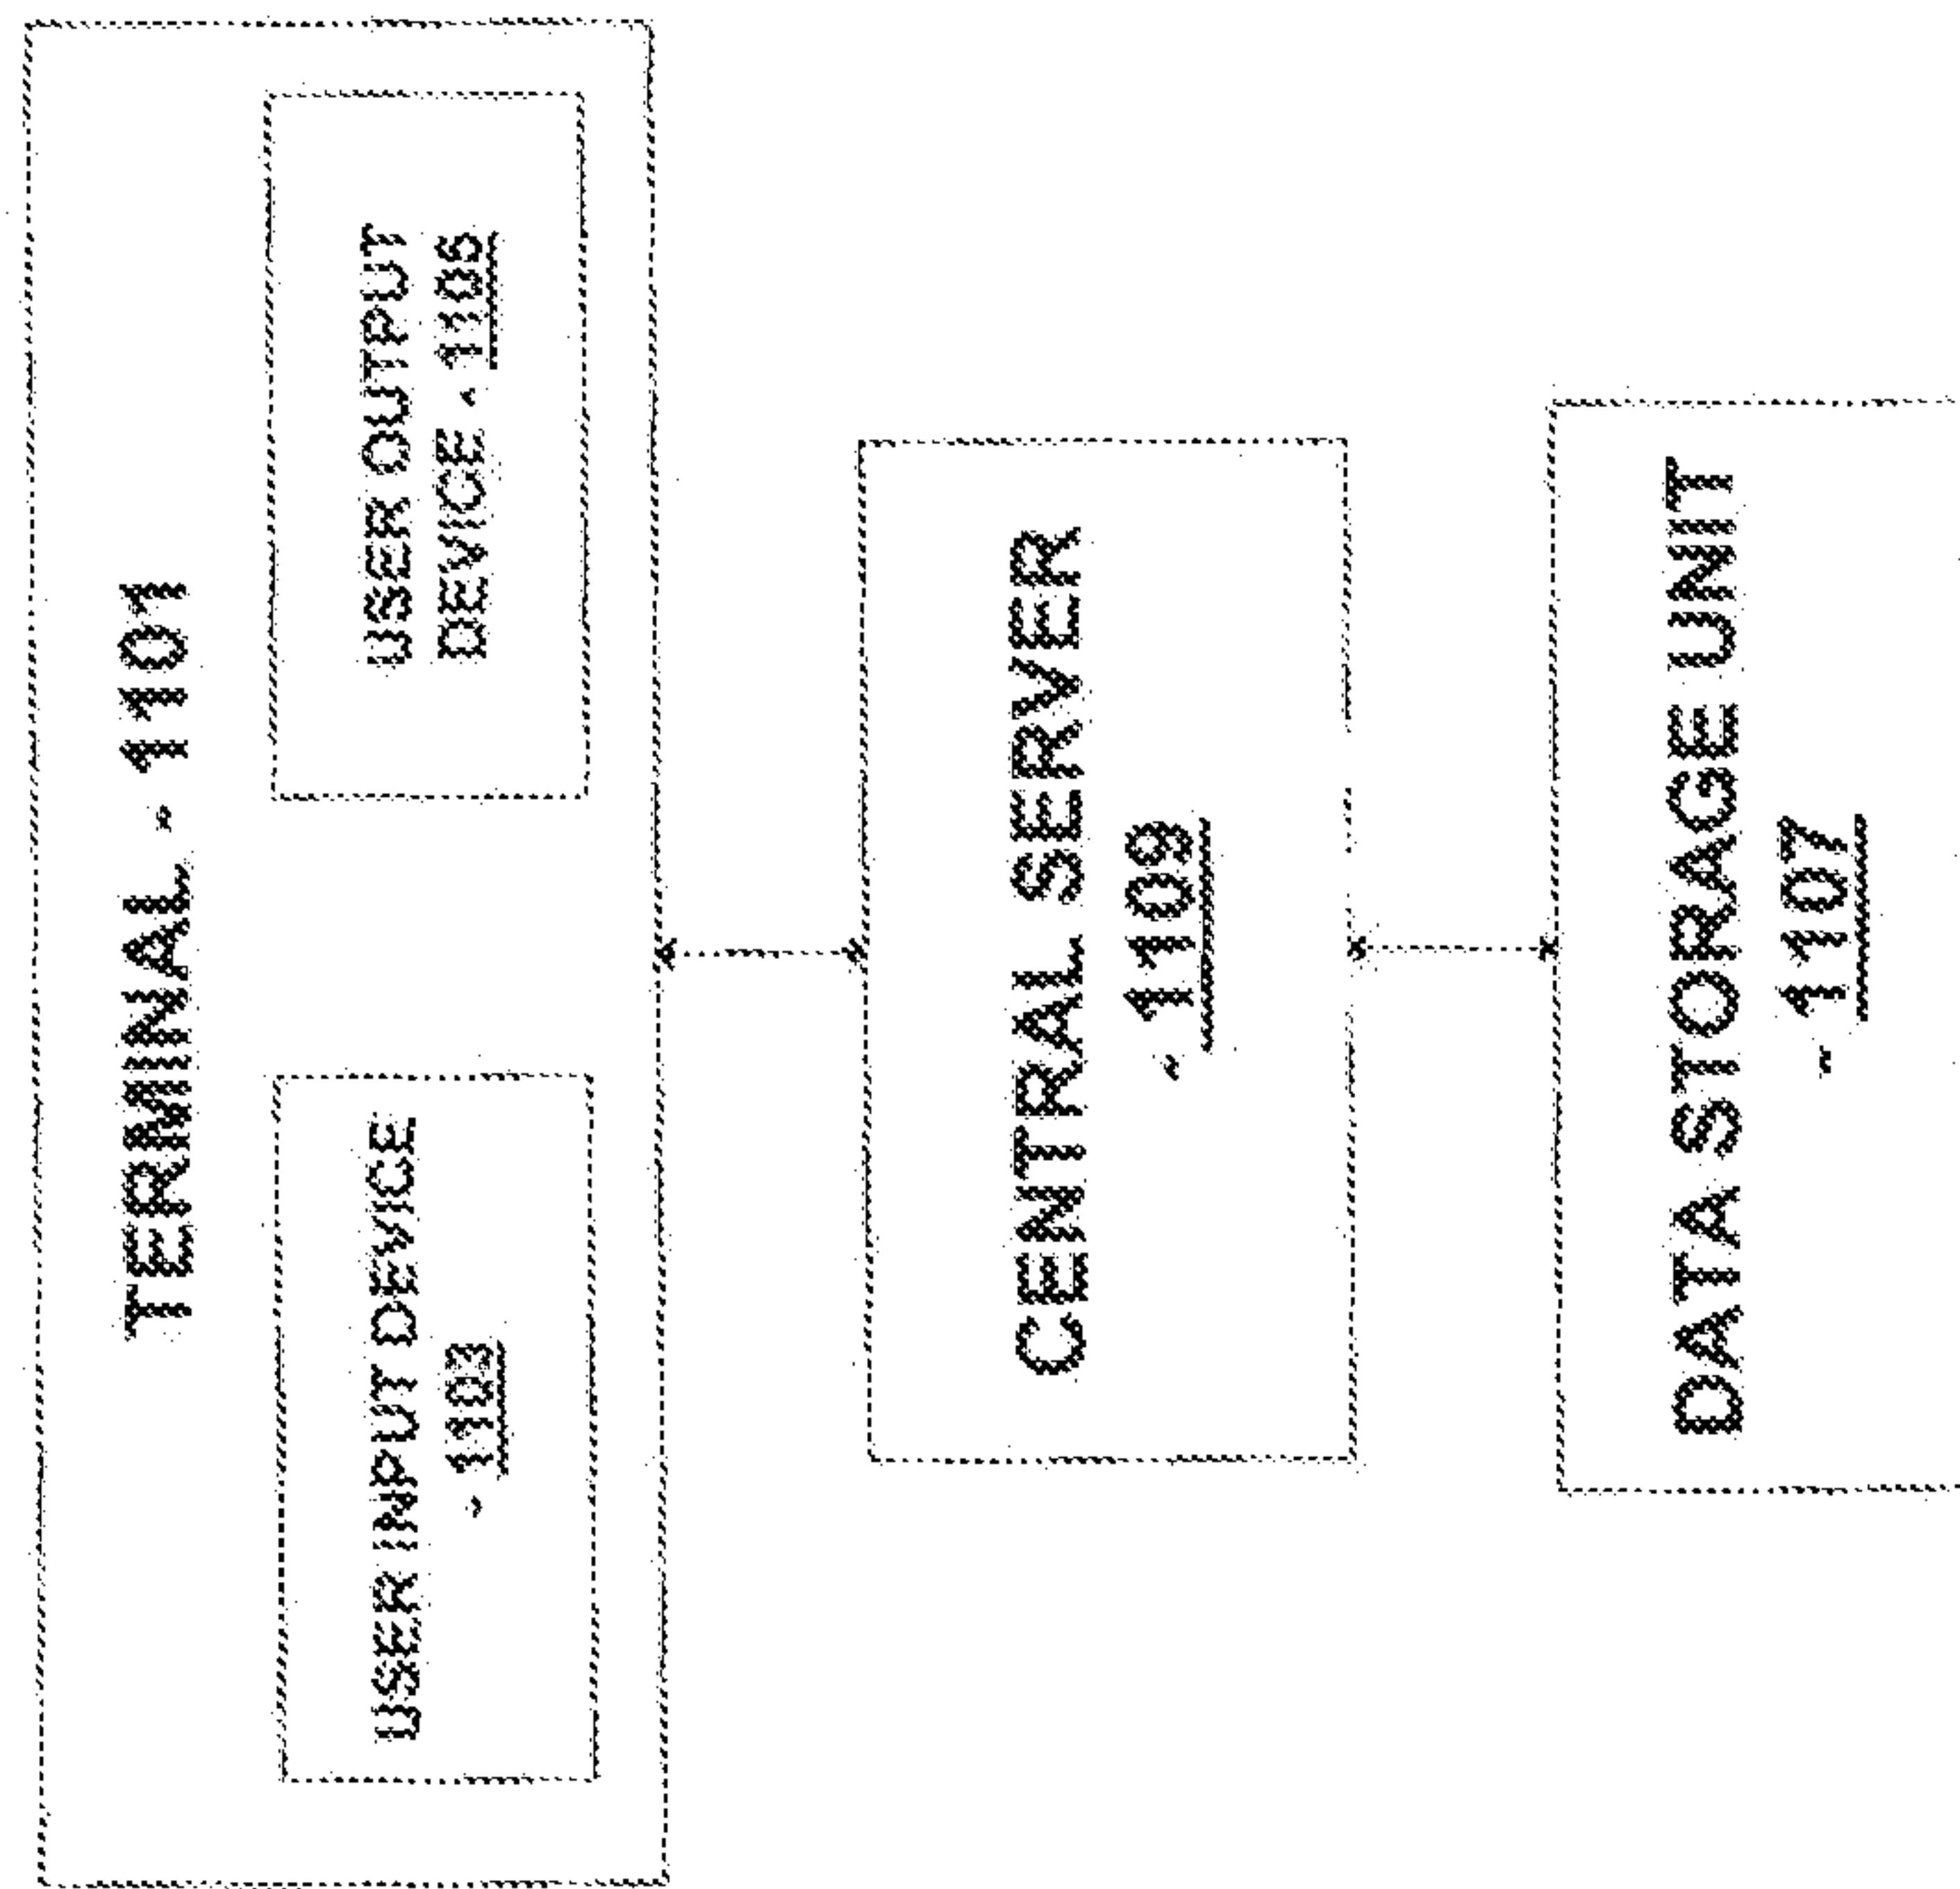 TERMINAL - 1101
USER INPUT DEVICE
- 1103
USER OUTPUT
DEVICE - 1105
CENTRAL SERVER
- 1109
DATA STORAGE UNIT
- 1107